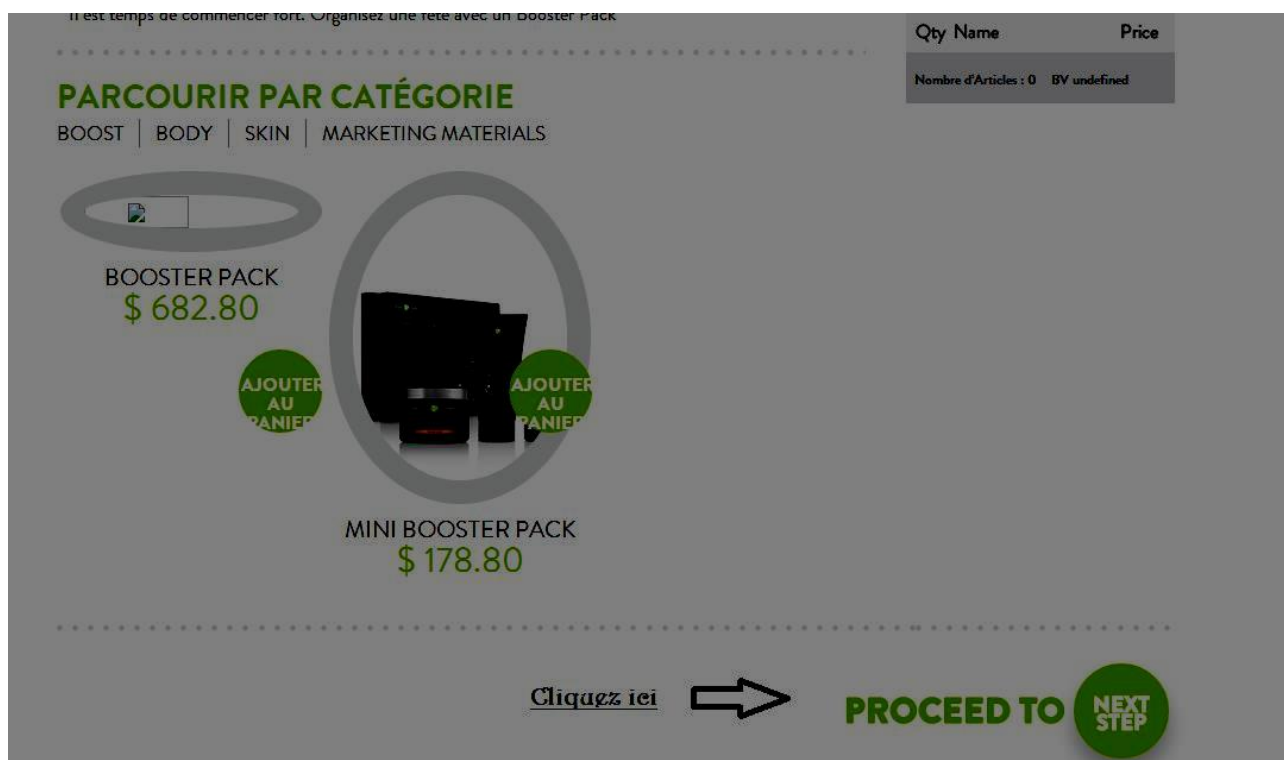 Il est temps de commencer fort. Organisez une fête avec un Booster Pack
Qty Name Price
Nombre d'Articles : 0 BV undefined
PARCOURIR PAR CATÉGORIE
BOOST | BODY | SKIN | MARKETING MATERIALS
BOOSTER PACK
$ 682.80
AJOUTER
AU
PANIER
AJOUTER
AU
PANIER
MINI BOOSTER PACK
$ 178.80
Cliquez ici
PROCEED TO
NEXT
STEP